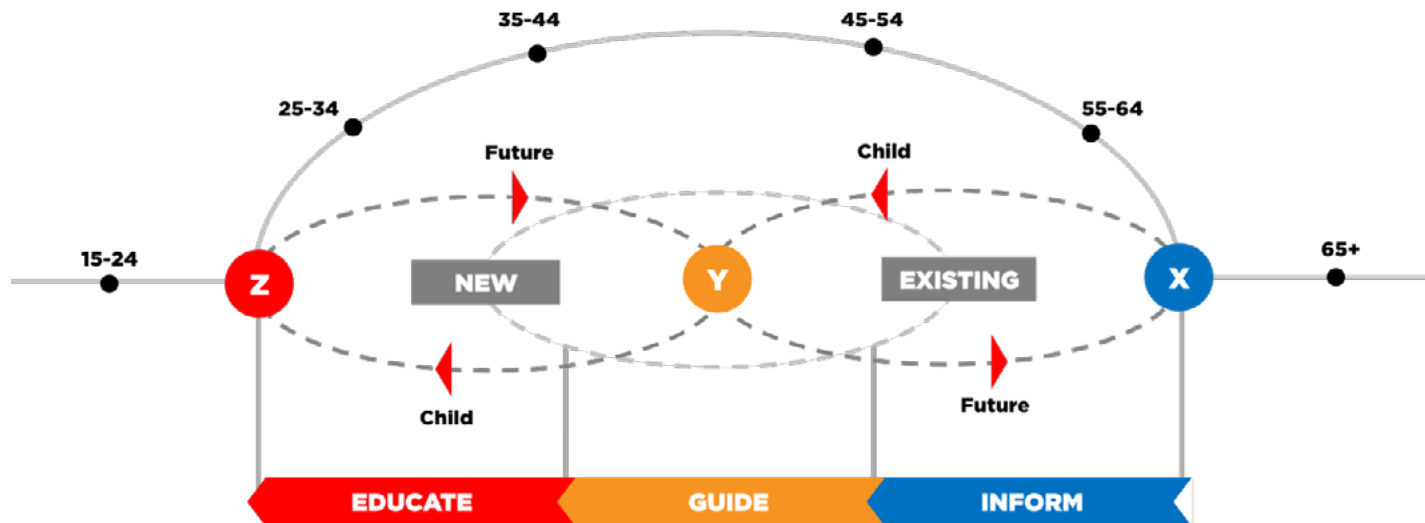 35-44
45-54
25-34
55-64
Future
Child
15-24
Z
NEW
Y
EXISTING
X
65+
Child
Future
EDUCATE
GUIDE
INFORM